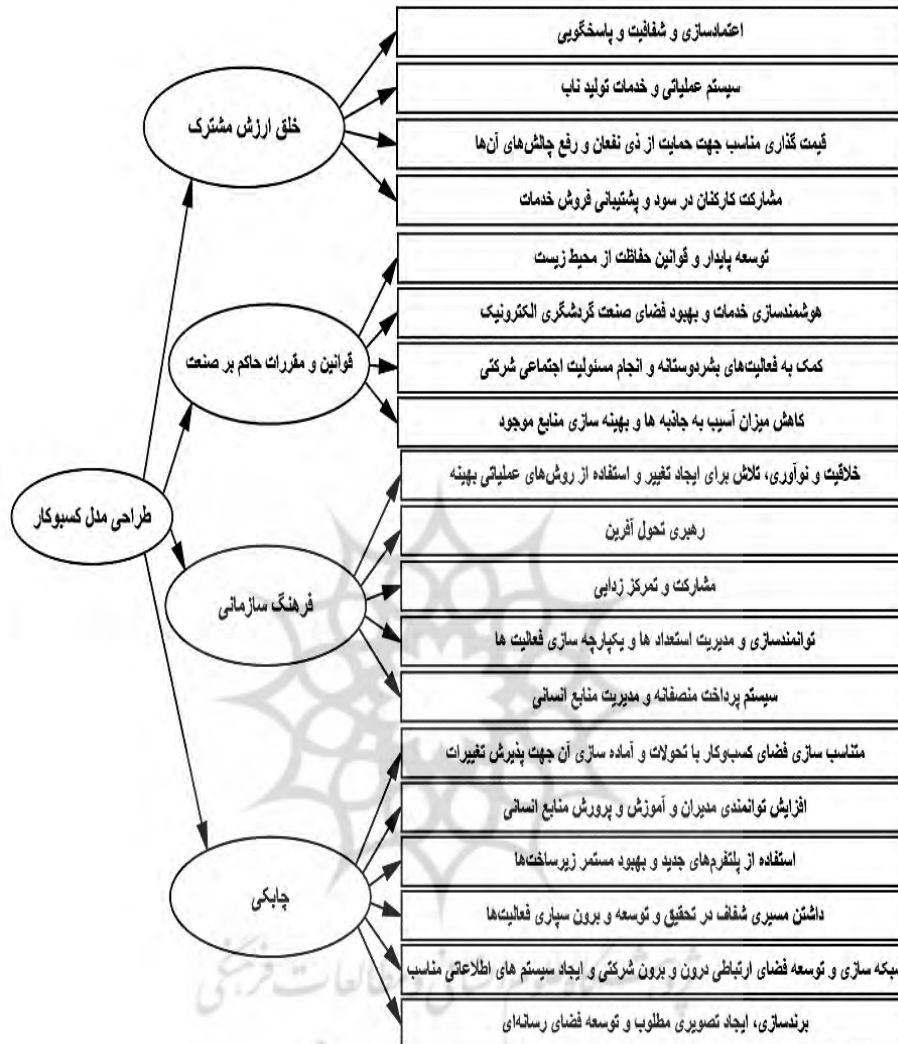 طراحی مدل کسبوکار
خلق ارزش مشترک
اعتمادسازی و شفافیت و پاسخگویی
سیستم عملیاتی و خدمات تولید ناب
قیمت گذاری مناسب جهت حمایت از ذی نفعان و رفع چالش‌های آن‌ها
مشارکت کارکنان در سود و پشتیبانی فروش خدمات
قوانین و مقررات حاکم بر صنعت
توسعه پایدار و قوانین حفاظت از محیط زیست
هوشمندسازی خدمات و بهبود فضای صنعت گردشگری الکترونیک
کمک به فعالیت‌های بشردوستانه و انجام مسئولیت اجتماعی شرکتی
کاهش میزان آسیب به جاذبه ها و بهینه سازی منابع موجود
فرهنگ سازمانی
خلاقیت و نوآوری، تلاش برای ایجاد تغییر و استفاده از روش‌های عملیاتی بهینه
رهبری تحول آفرین
مشارکت و تمرکز زدایی
توانمندسازی و مدیریت استعداد ها و یکپارچه سازی فعالیت ها
سیستم پرداخت منصفانه و مدیریت منابع انسانی
چابکی
متناسب سازی فضای کسب‌وکار با تحولات و آماده سازی آن جهت پذیرش تغییرات
افزایش توانمندی مدیران و آموزش و پرورش منابع انسانی
استفاده از پلتفرم‌های جدید و بهبود مستمر زیرساخت‌ها
داشتن مسیری شفاف در تحقیق و توسعه و برون سپاری فعالیت‌ها
شبکه سازی و توسعه فضای ارتباطی درون و برون شرکتی و ایجاد سیستم های اطلاعاتی مناسب
برندسازی، ایجاد تصویری مطلوب و توسعه فضای رسانه‌ای